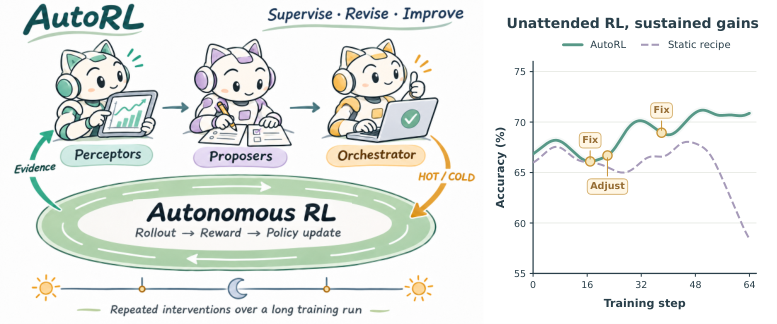 AutoRL
Supervise · Revise · Improve
Perceptors
Proposers
Orchestrator
Evidence
HOT / COLD
Autonomous RL
Rollout → Reward → Policy update
Repeated interventions over a long training run
Unattended RL, sustained gains
AutoRL
Static recipe
Accuracy (%)
75
70
65
60
55
Fix
Adjust
Fix
0 16 32 48 64
Training step